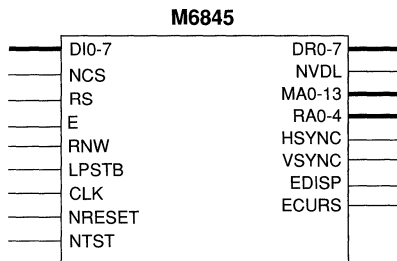 M6845
DI0-7 DR0-7
NCS NVDL
RS MA0-13
E RA0-4
RNW HSYNC
LPSTB VSYNC
CLK EDISP
NRESET ECURS
NTST